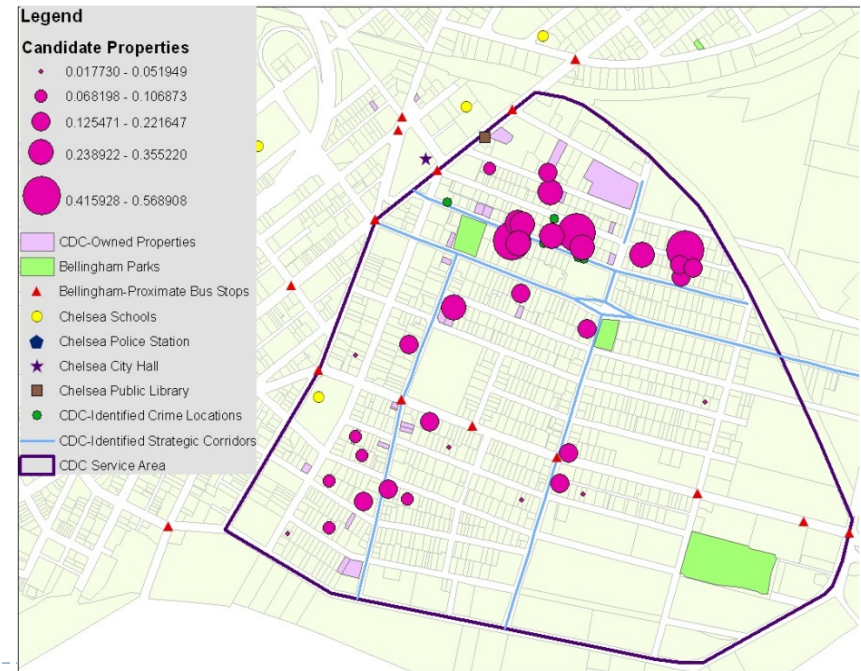 Legend
Candidate Properties
0.017730 - 0.051949
0.068198 - 0.106873
0.125471 - 0.221647
0.238922 - 0.355220
0.415928 - 0.568908
CDC-Owned Properties
Bellingham Parks
Bellingham-Proximate Bus Stops
Chelsea Schools
Chelsea Police Station
Chelsea City Hall
Chelsea Public Library
CDC-Identified Crime Locations
CDC-Identified Strategic Corridors
CDC Service Area